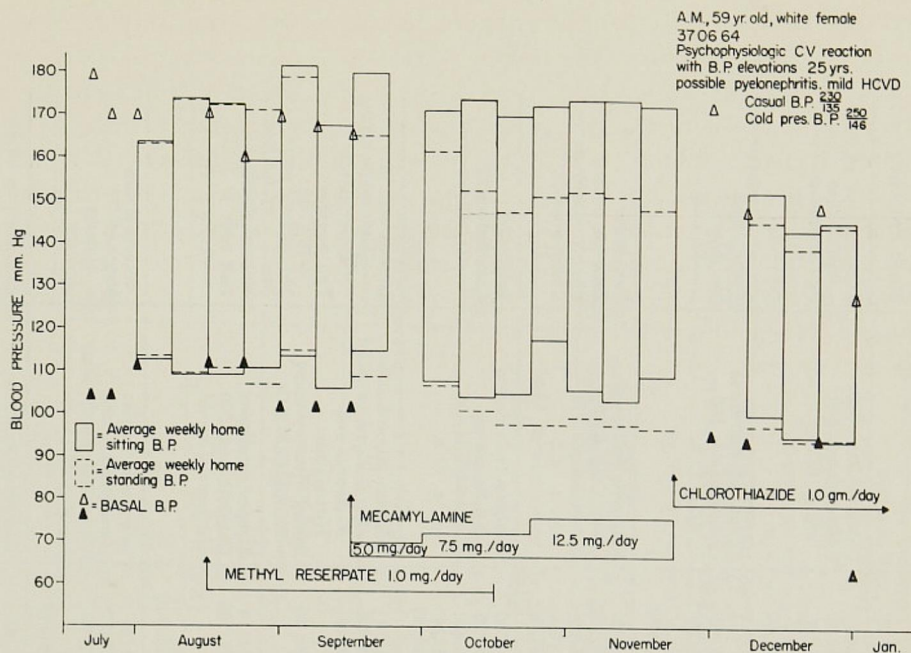 A.M., 59 yr. old, white female
37 06 64
Psychophysiologic CV reaction
with B.P. elevations 25 yrs.
possible pyelonephritis. mild HCVD
Casual B.P. 230/135
Cold pres. B.P. 250/146
BLOOD PRESSURE mm. Hg
180
170
160
150
140
130
120
110
100
90
80
70
60
= Average weekly home
sitting B.P.
= Average weekly home
standing B.P.
= BASAL B.P.
CHLOROTHIAZIDE 1.0 gm./day
MECAMYLAMINE
5.0 mg/day
7.5 mg./day
12.5 mg./day
METHYL RESERPATE 1.0 mg./day
July
August
September
October
November
December
Jan.